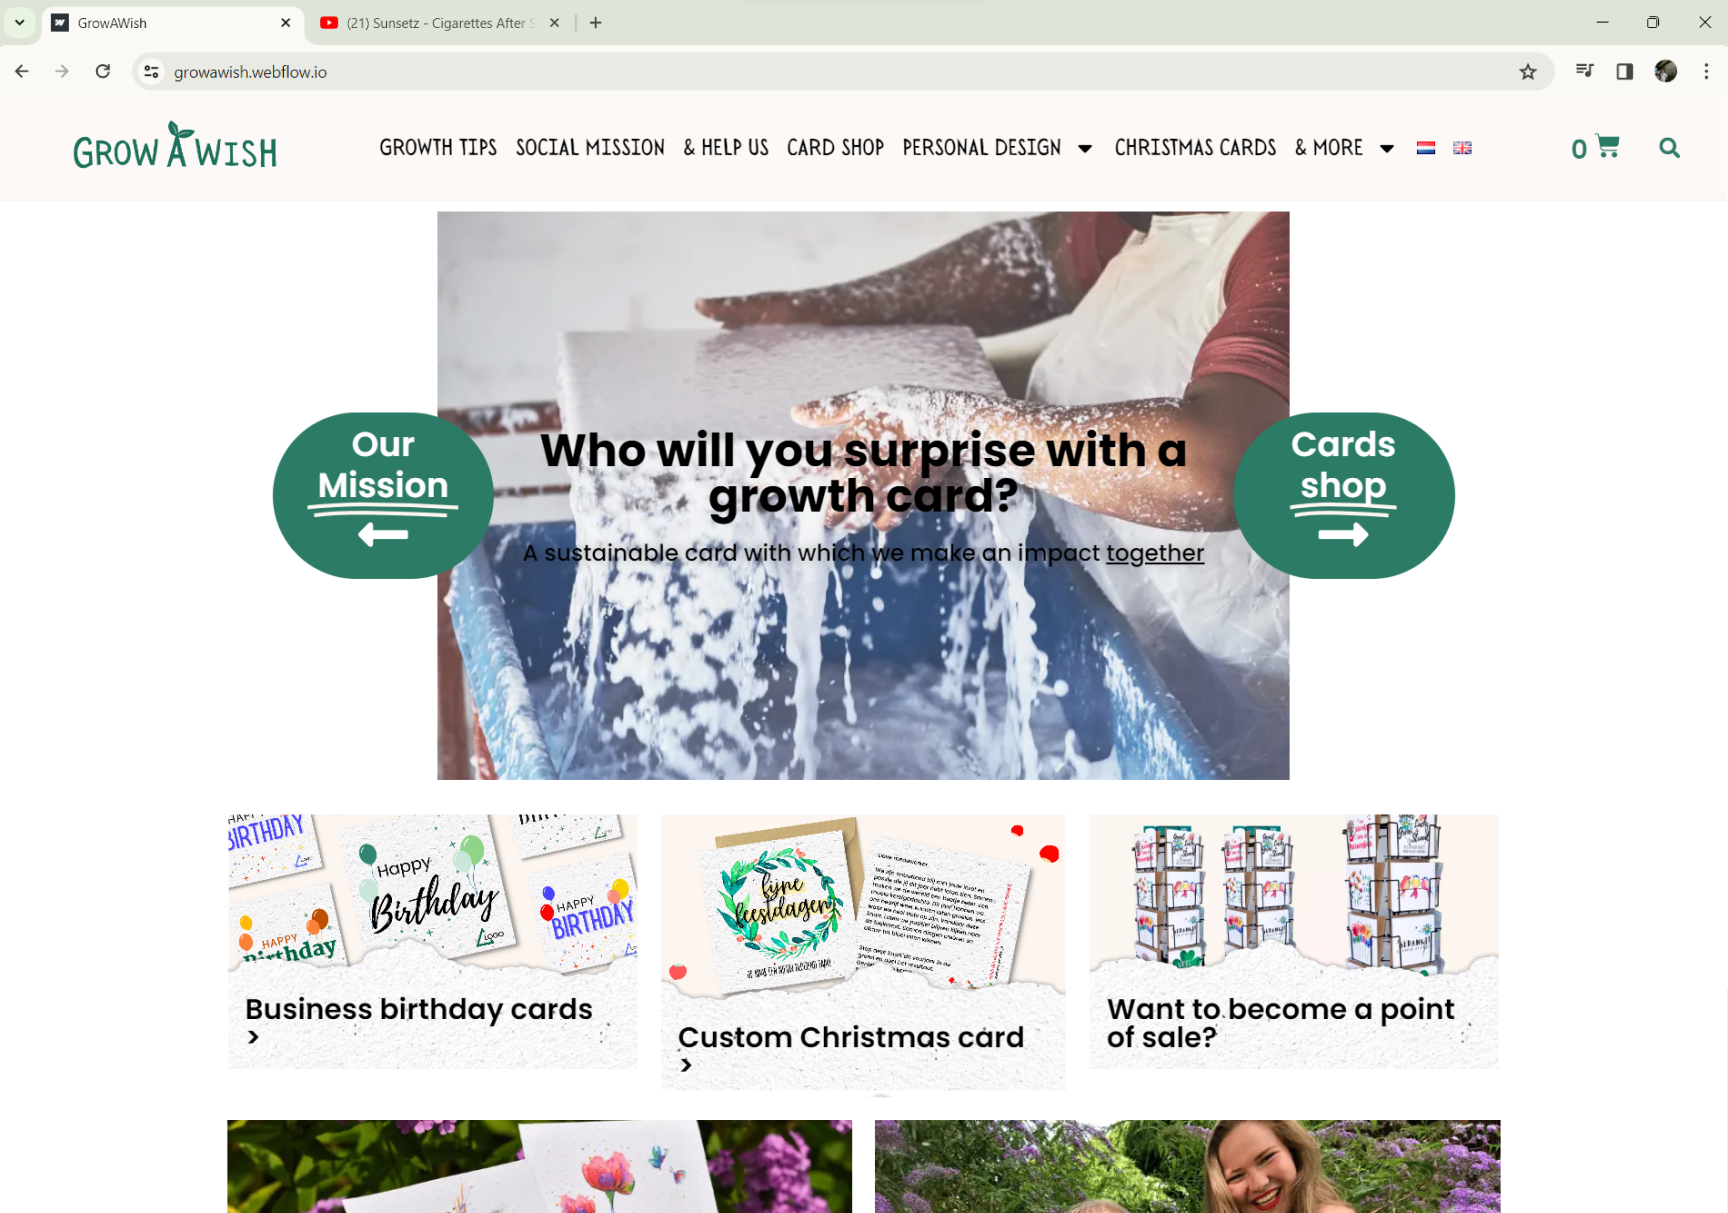 GrowAWish
(21) Sunsetz - Cigarettes After S
growawish.webflow.io
GROW A WISH
GROWTH TIPS SOCIAL MISSION & HELP US CARD SHOP PERSONAL DESIGN CHRISTMAS CARDS & MORE
0
Our
Mission
Who will you surprise with a
growth card?
A sustainable card with which we make an impact together
Cards
shop
BIRTHDAY
Happy
Birthday
LOGO
HAPPY
Birthday
HAPPY
BIRTHDAY
fijne
feestdagen
Business birthday cards
>
Custom Christmas card
>
Want to become a point
of sale?